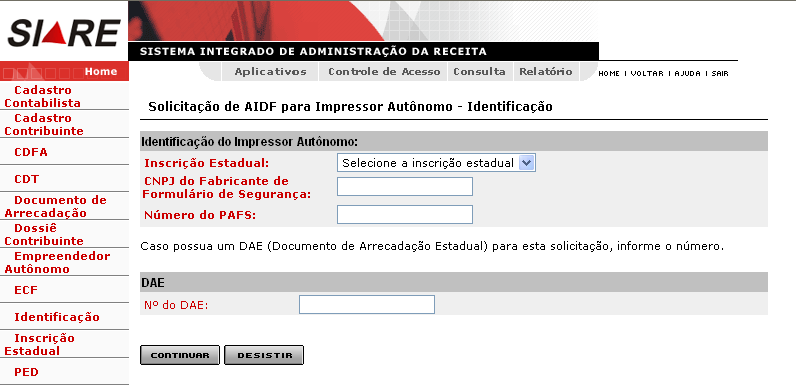 SIARE
SISTEMA INTEGRADO DE ADMINISTRAÇÃO DA RECEITA
Home
Aplicativos Controle de Acesso Consulta Relatório HOME | VOLTAR | AJUDA | SAIR
Cadastro
Contabilista
Cadastro
Contribuinte
CDFA
CDT
Documento de
Arrecadação
Dossiê
Contribuinte
Empreendedor
Autônomo
ECF
Identificação
Inscrição
Estadual
PED
Solicitação de AIDF para Impressor Autônomo - Identificação
Identificação do Impressor Autônomo:
Inscrição Estadual: Selecione a inscrição estadual
CNPJ do Fabricante de
Formulário de Segurança:
Número do PAFS:
Caso possua um DAE (Documento de Arrecadação Estadual) para esta solicitação, informe o número.
DAE
Nº do DAE:
CONTINUAR DESISTIR